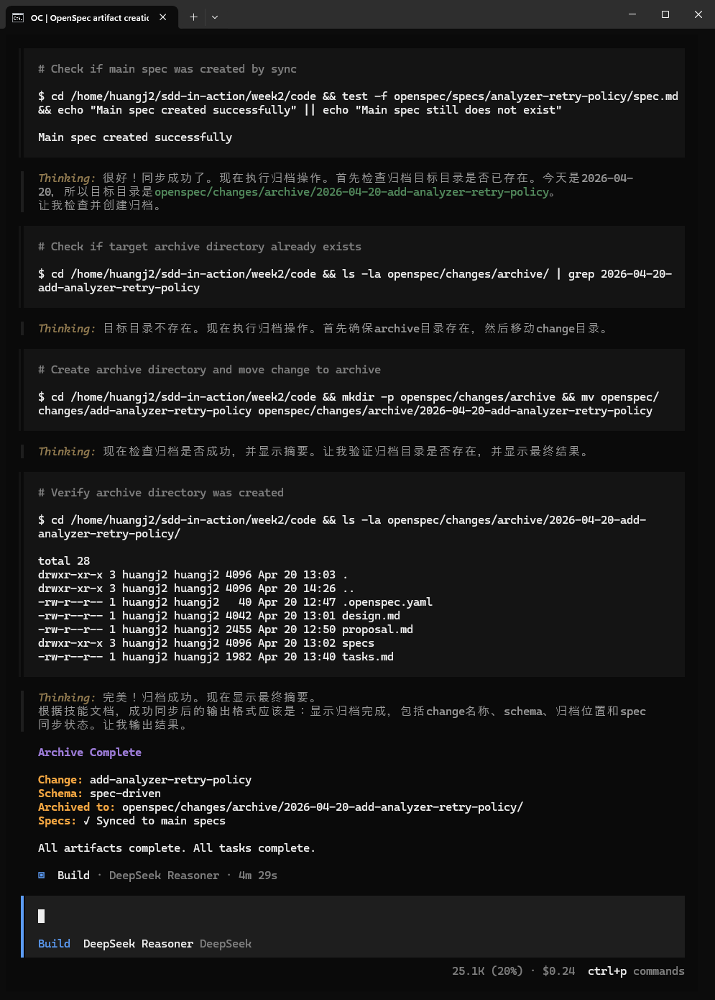 OC | OpenSpec artifact creatic
# Check if main spec was created by sync
$ cd /home/huangj2/sdd-in-action/week2/code && test -f openspec/specs/analyzer-retry-policy/spec.md
&& echo "Main spec created successfully" || echo "Main spec still does not exist"
Main spec created successfully
Thinking: 很好！同步成功了。现在执行归档操作。首先检查归档目标目录是否已存在。今天是2026-04-
20，所以目标目录是openspec/changes/archive/2026-04-20-add-analyzer-retry-policy。
让我检查并创建归档。
# Check if target archive directory already exists
$ cd /home/huangj2/sdd-in-action/week2/code && ls -la openspec/changes/archive/ | grep 2026-04-20-
add-analyzer-retry-policy
Thinking: 目标目录不存在。现在执行归档操作。首先确保archive目录存在，然后移动change目录。
# Create archive directory and move change to archive
$ cd /home/huangj2/sdd-in-action/week2/code && mkdir -p openspec/changes/archive && mv openspec/
changes/add-analyzer-retry-policy openspec/changes/archive/2026-04-20-add-analyzer-retry-policy
Thinking: 现在检查归档是否成功，并显示摘要。让我验证归档目录是否存在，并显示最终结果。
# Verify archive directory was created
$ cd /home/huangj2/sdd-in-action/week2/code && ls -la openspec/changes/archive/2026-04-20-add-
analyzer-retry-policy/
total 28
drwxr-xr-x 3 huangj2 huangj2 4096 Apr 20 13:03 .
drwxr-xr-x 3 huangj2 huangj2 4096 Apr 20 14:26 ..
-rw-r--r-- 1 huangj2 huangj2   40 Apr 20 12:47 .openspec.yaml
-rw-r--r-- 1 huangj2 huangj2 4042 Apr 20 13:01 design.md
-rw-r--r-- 1 huangj2 huangj2 2455 Apr 20 12:50 proposal.md
drwxr-xr-x 3 huangj2 huangj2 4096 Apr 20 13:02 specs
-rw-r--r-- 1 huangj2 huangj2 1982 Apr 20 13:40 tasks.md
Thinking: 完美！归档成功。现在显示最终摘要。
根据技能文档，成功同步后的输出格式应该是：显示归档完成，包括change名称、schema、归档位置和spec
同步状态。让我输出结果。
Archive Complete
Change: add-analyzer-retry-policy
Schema: spec-driven
Archived to: openspec/changes/archive/2026-04-20-add-analyzer-retry-policy/
Specs: ✓ Synced to main specs
All artifacts complete. All tasks complete.
Build · DeepSeek Reasoner · 4m 29s
Build DeepSeek Reasoner DeepSeek
25.1K (20%) · $0.24 ctrl+p commands